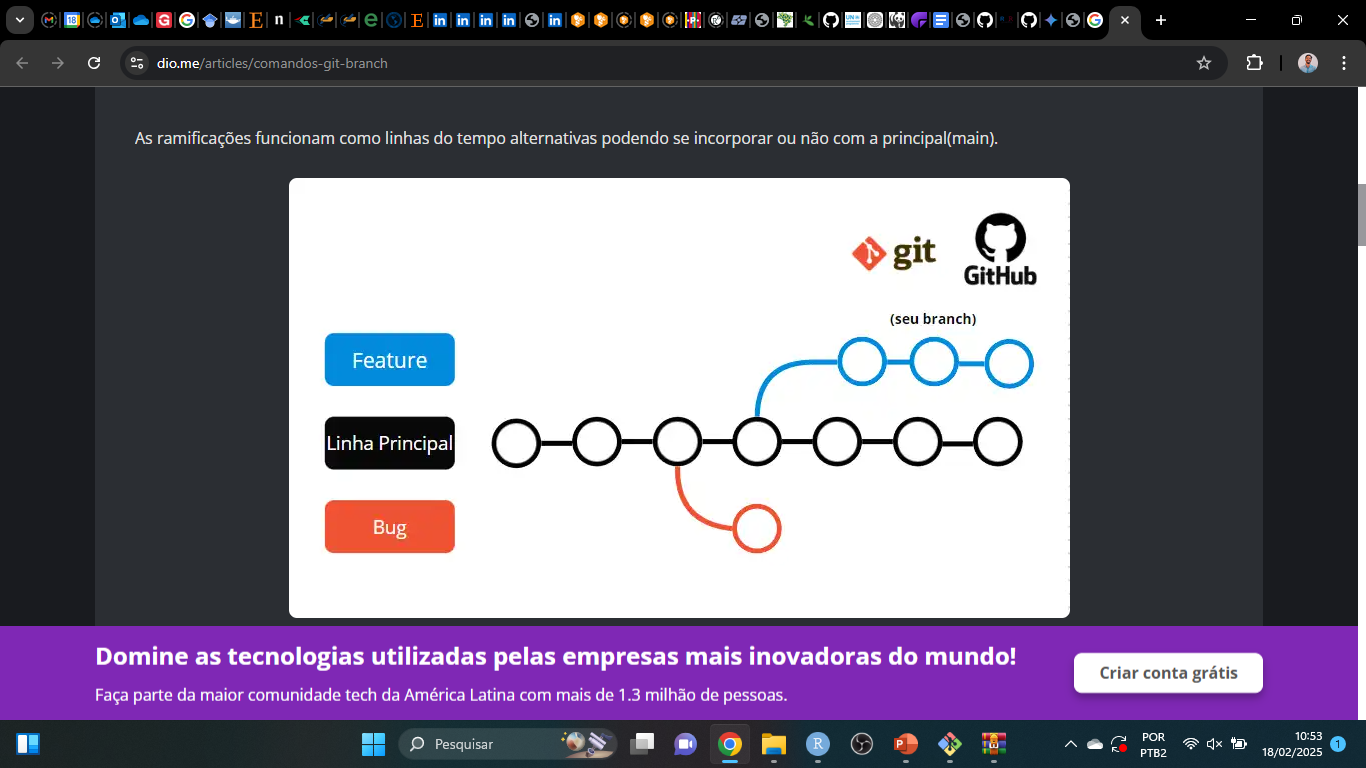 dio.me/articles/comandos-git-branch
As ramificações funcionam como linhas do tempo alternativas podendo se incorporar ou não com a principal(main).
git
GitHub
(seu branch)
Feature
Linha Principal
Bug
Domine as tecnologias utilizadas pelas empresas mais inovadoras do mundo!
Faça parte da maior comunidade tech da América Latina com mais de 1.3 milhão de pessoas.
Criar conta grátis
Pesquisar
POR
PTB2
10:53
18/02/2025
1